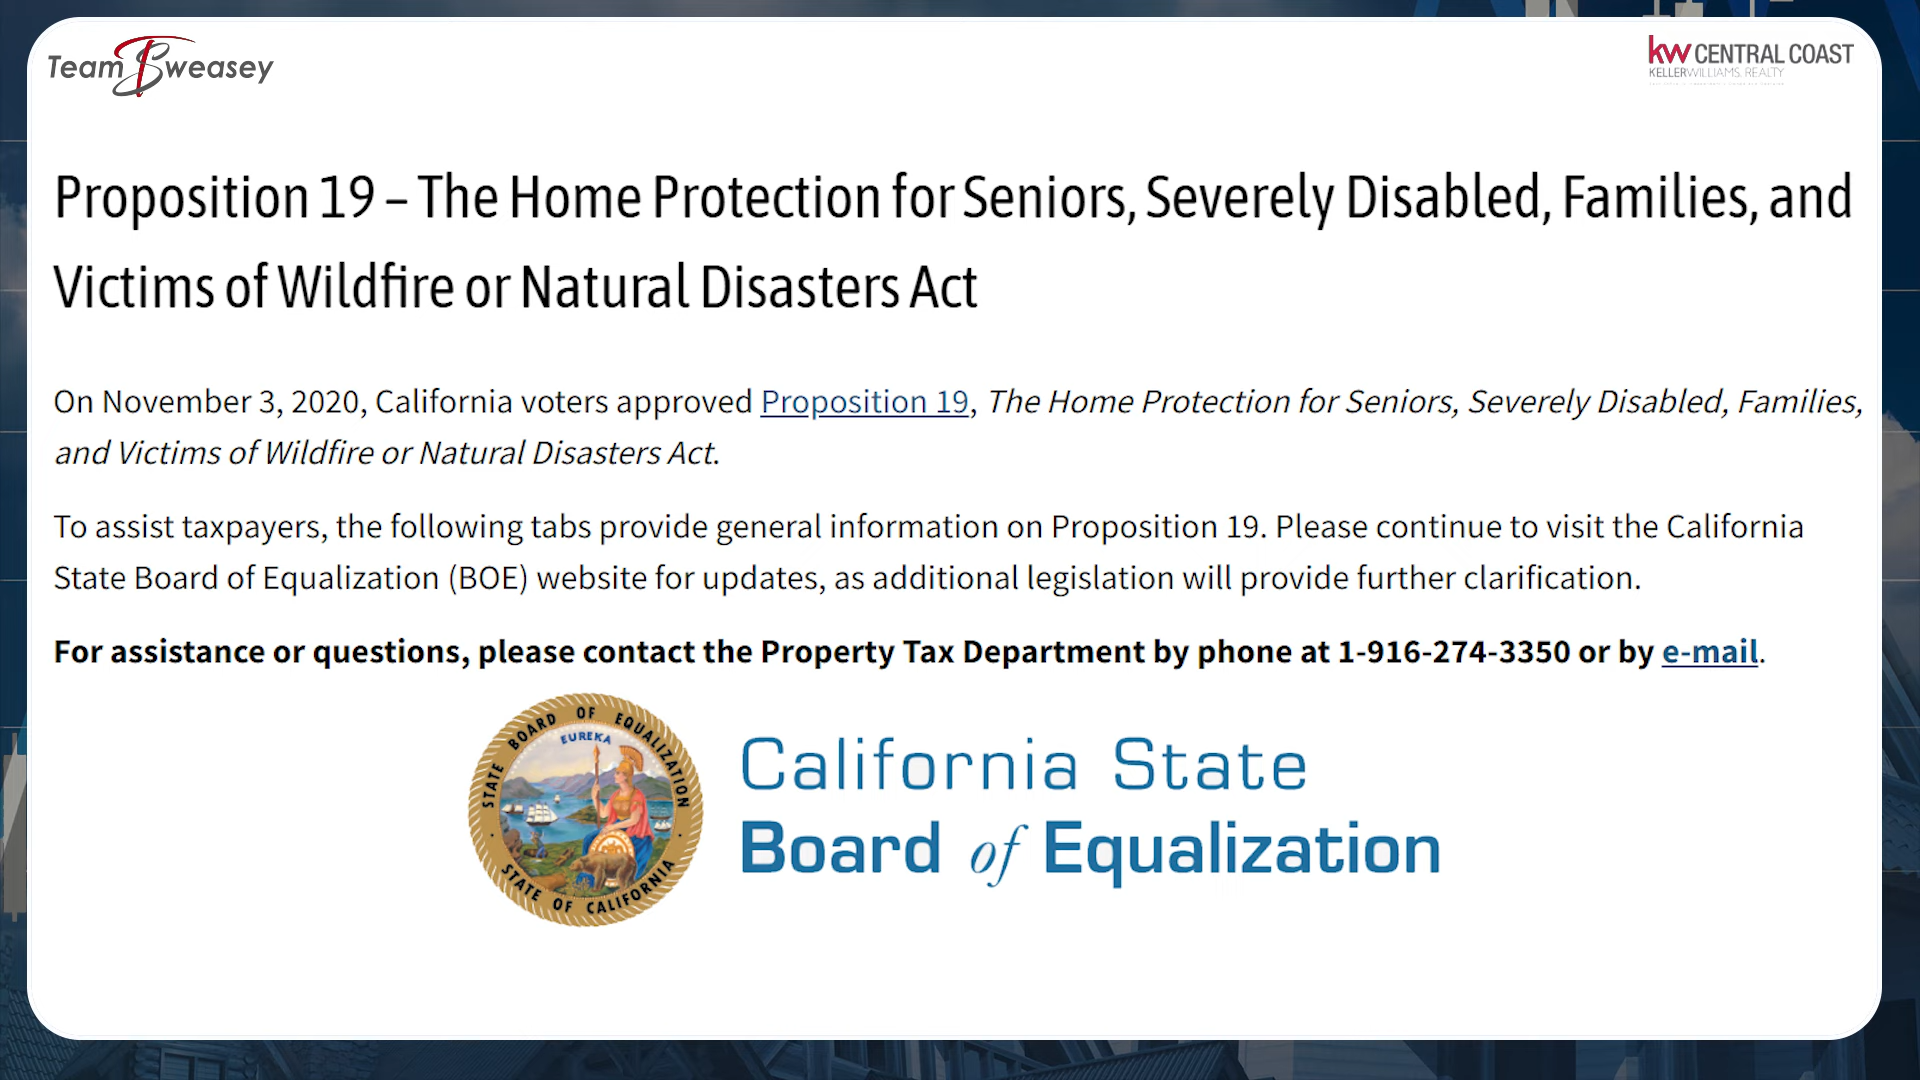 Team Sweasey
kw CENTRAL COAST
KELLERWILLIAMS. REALTY
Proposition 19 – The Home Protection for Seniors, Severely Disabled, Families, and
Victims of Wildfire or Natural Disasters Act
On November 3, 2020, California voters approved Proposition 19, The Home Protection for Seniors, Severely Disabled, Families,
and Victims of Wildfire or Natural Disasters Act.
To assist taxpayers, the following tabs provide general information on Proposition 19. Please continue to visit the California
State Board of Equalization (BOE) website for updates, as additional legislation will provide further clarification.
For assistance or questions, please contact the Property Tax Department by phone at 1-916-274-3350 or by e-mail.
STATE BOARD OF EQUALIZATION
EUREKA
STATE OF CALIFORNIA
California State
Board of Equalization